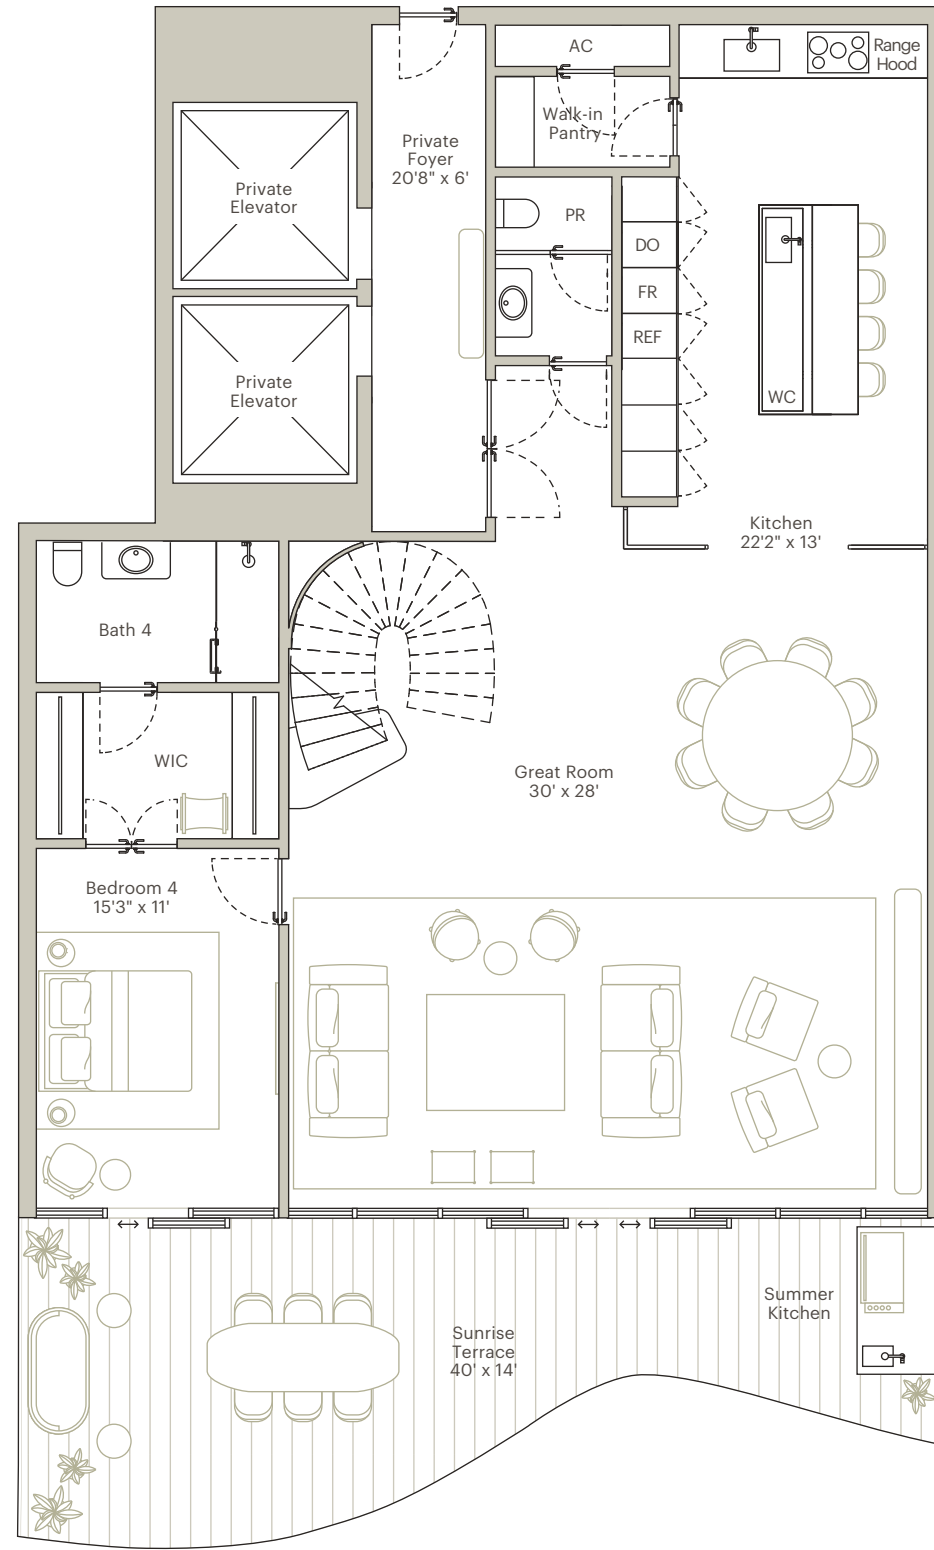 AC
Range
Hood
Walk-in
Pantry
Private
Foyer
20'8" x 6'
Private
Elevator
PR
DO
FR
REF
Private
Elevator
WC
Kitchen
22'2" x 13'
Bath 4
WIC
Great Room
30' x 28'
Bedroom 4
15'3" x 11'
Summer
Kitchen
Sunrise
Terrace
40' x 14'